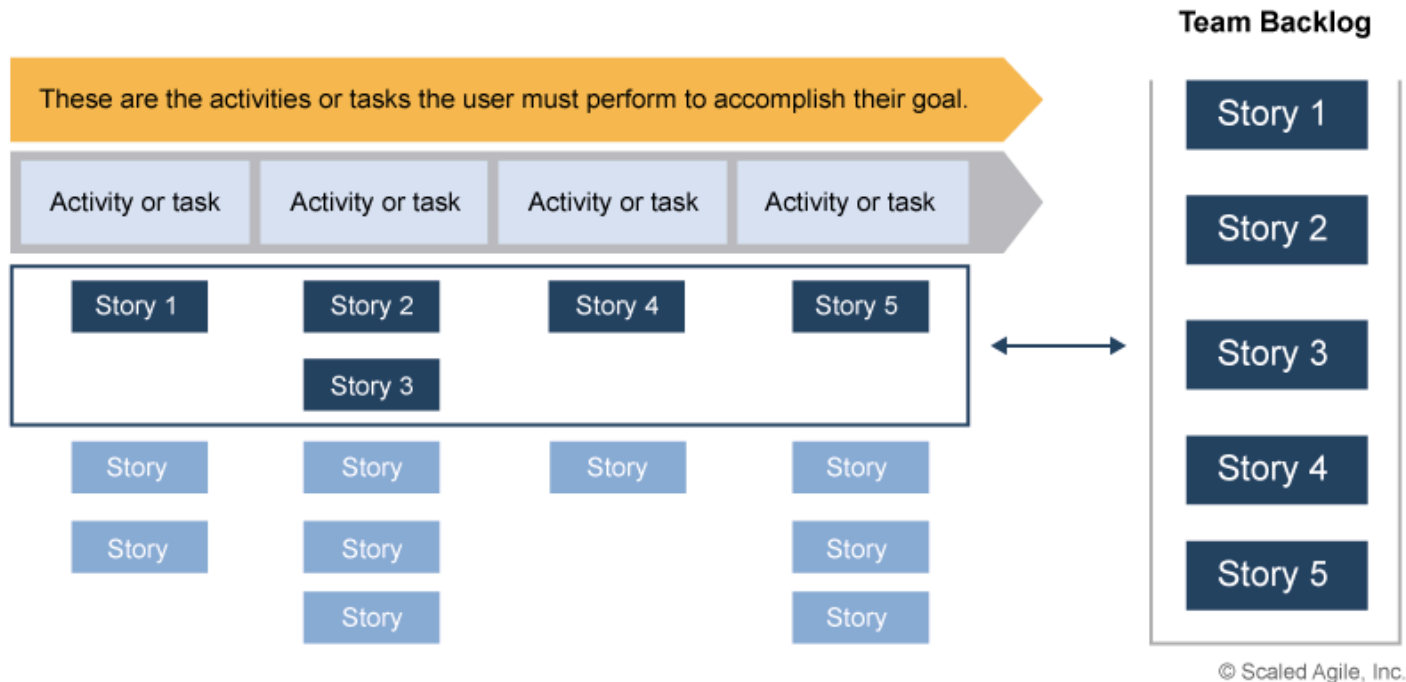 Team Backlog
These are the activities or tasks the user must perform to accomplish their goal.
Activity or task Activity or task Activity or task Activity or task
Story 1 Story 2 Story 4 Story 5
Story 3
Story Story Story Story
Story Story Story
Story Story
Story 1
Story 2
Story 3
Story 4
Story 5
© Scaled Agile, Inc.